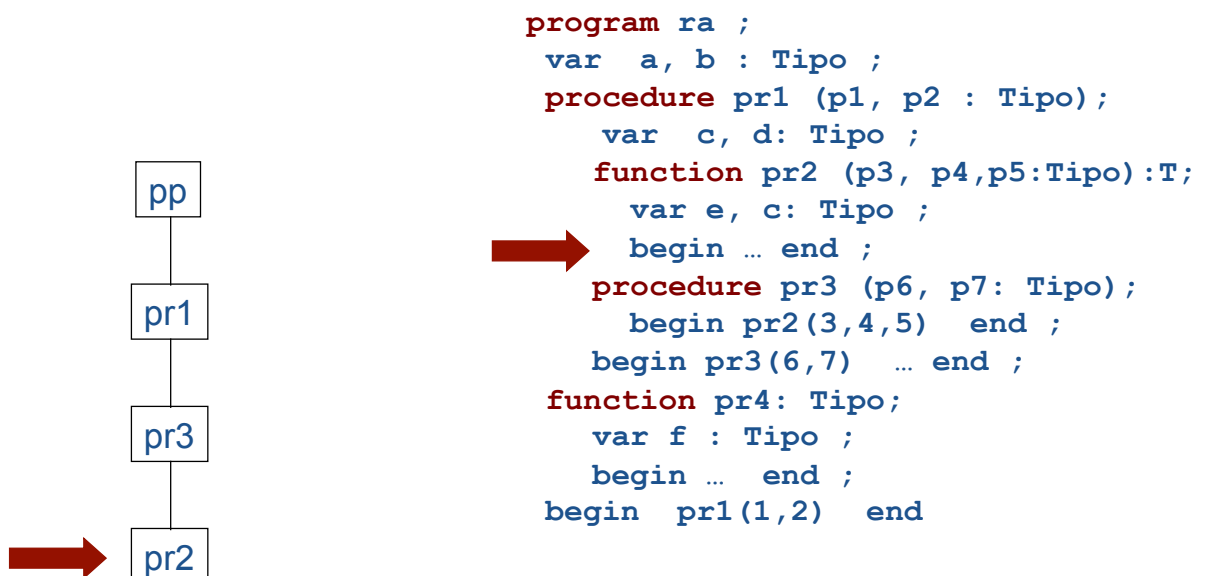 pp
pr1
pr3
pr2
program ra ;
var a, b : Tipo ;
procedure pr1 (p1, p2 : Tipo);
var c, d: Tipo ;
function pr2 (p3, p4,p5:Tipo):T;
var e, c: Tipo ;
begin … end ;
procedure pr3 (p6, p7: Tipo);
begin pr2(3,4,5) end ;
begin pr3(6,7) … end ;
function pr4: Tipo;
var f : Tipo ;
begin … end ;
begin pr1(1,2) end